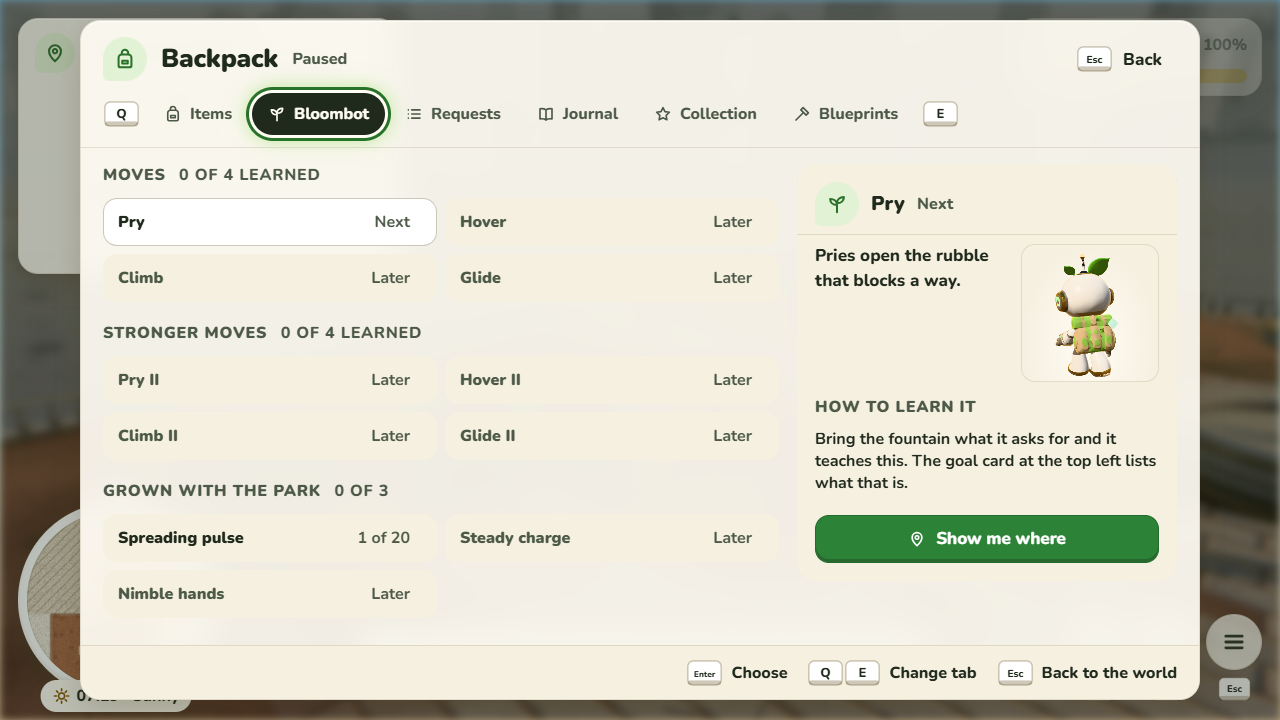 100%
Backpack Paused
Esc Back
Q Items Bloombot Requests Journal Collection Blueprints E
MOVES 0 OF 4 LEARNED
Pry Next
Hover Later
Climb Later
Glide Later
STRONGER MOVES 0 OF 4 LEARNED
Pry II Later
Hover II Later
Climb II Later
Glide II Later
GROWN WITH THE PARK 0 OF 3
Spreading pulse 1 of 20
Steady charge Later
Nimble hands Later
Pry Next
Pries open the rubble
that blocks a way.
HOW TO LEARN IT
Bring the fountain what it asks for and it
teaches this. The goal card at the top left lists
what that is.
Show me where
Enter Choose Q E Change tab Esc Back to the world
Esc